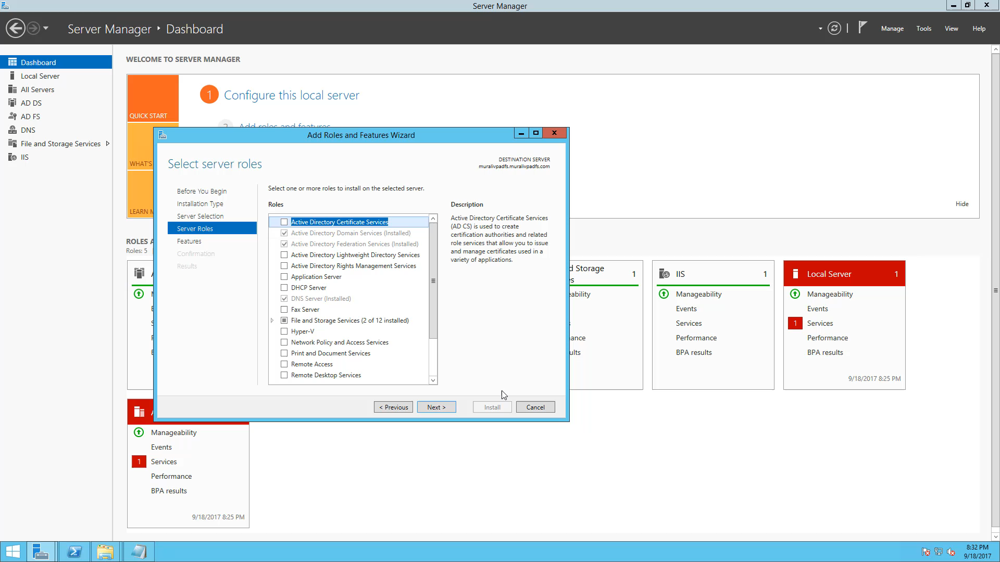 Server Manager
Server Manager Dashboard
Manage Tools View Help
Dashboard
Local Server
All Servers
AD DS
AD FS
DNS
File and Storage Services
IIS
WELCOME TO SERVER MANAGER
QUICK START
WHAT'S
LEARN
1 Configure this local server
Add roles and features
Hide
Add Roles and Features Wizard
Select server roles
DESTINATION SERVER
muralivpadfs.muralivpadfs.com
Before You Begin
Installation Type
Server Selection
Server Roles
Features
Confirmation
Results
Select one or more roles to install on the selected server.
Roles
Active Directory Certificate Services
Active Directory Domain Services (Installed)
Active Directory Federation Services (Installed)
Active Directory Lightweight Directory Services
Active Directory Rights Management Services
Application Server
DHCP Server
DNS Server (Installed)
Fax Server
File and Storage Services (2 of 12 installed)
Hyper-V
Network Policy and Access Services
Print and Document Services
Remote Access
Remote Desktop Services
Description
Active Directory Certificate Services
(AD CS) is used to create
certification authorities and related
role services that allow you to issue
and manage certificates used in a
variety of applications.
< Previous
Next >
Install
Cancel
ROLES
Roles: 5
d Storage 1
IIS 1
Manageability
Events
Services
Performance
BPA results
Local Server 1
Manageability
Events
1 Services
Performance
BPA results
9/18/2017 8:25 PM
Manageability
Events
1 Services
Performance
BPA results
9/18/2017 8:25 PM
8:32 PM
9/18/2017